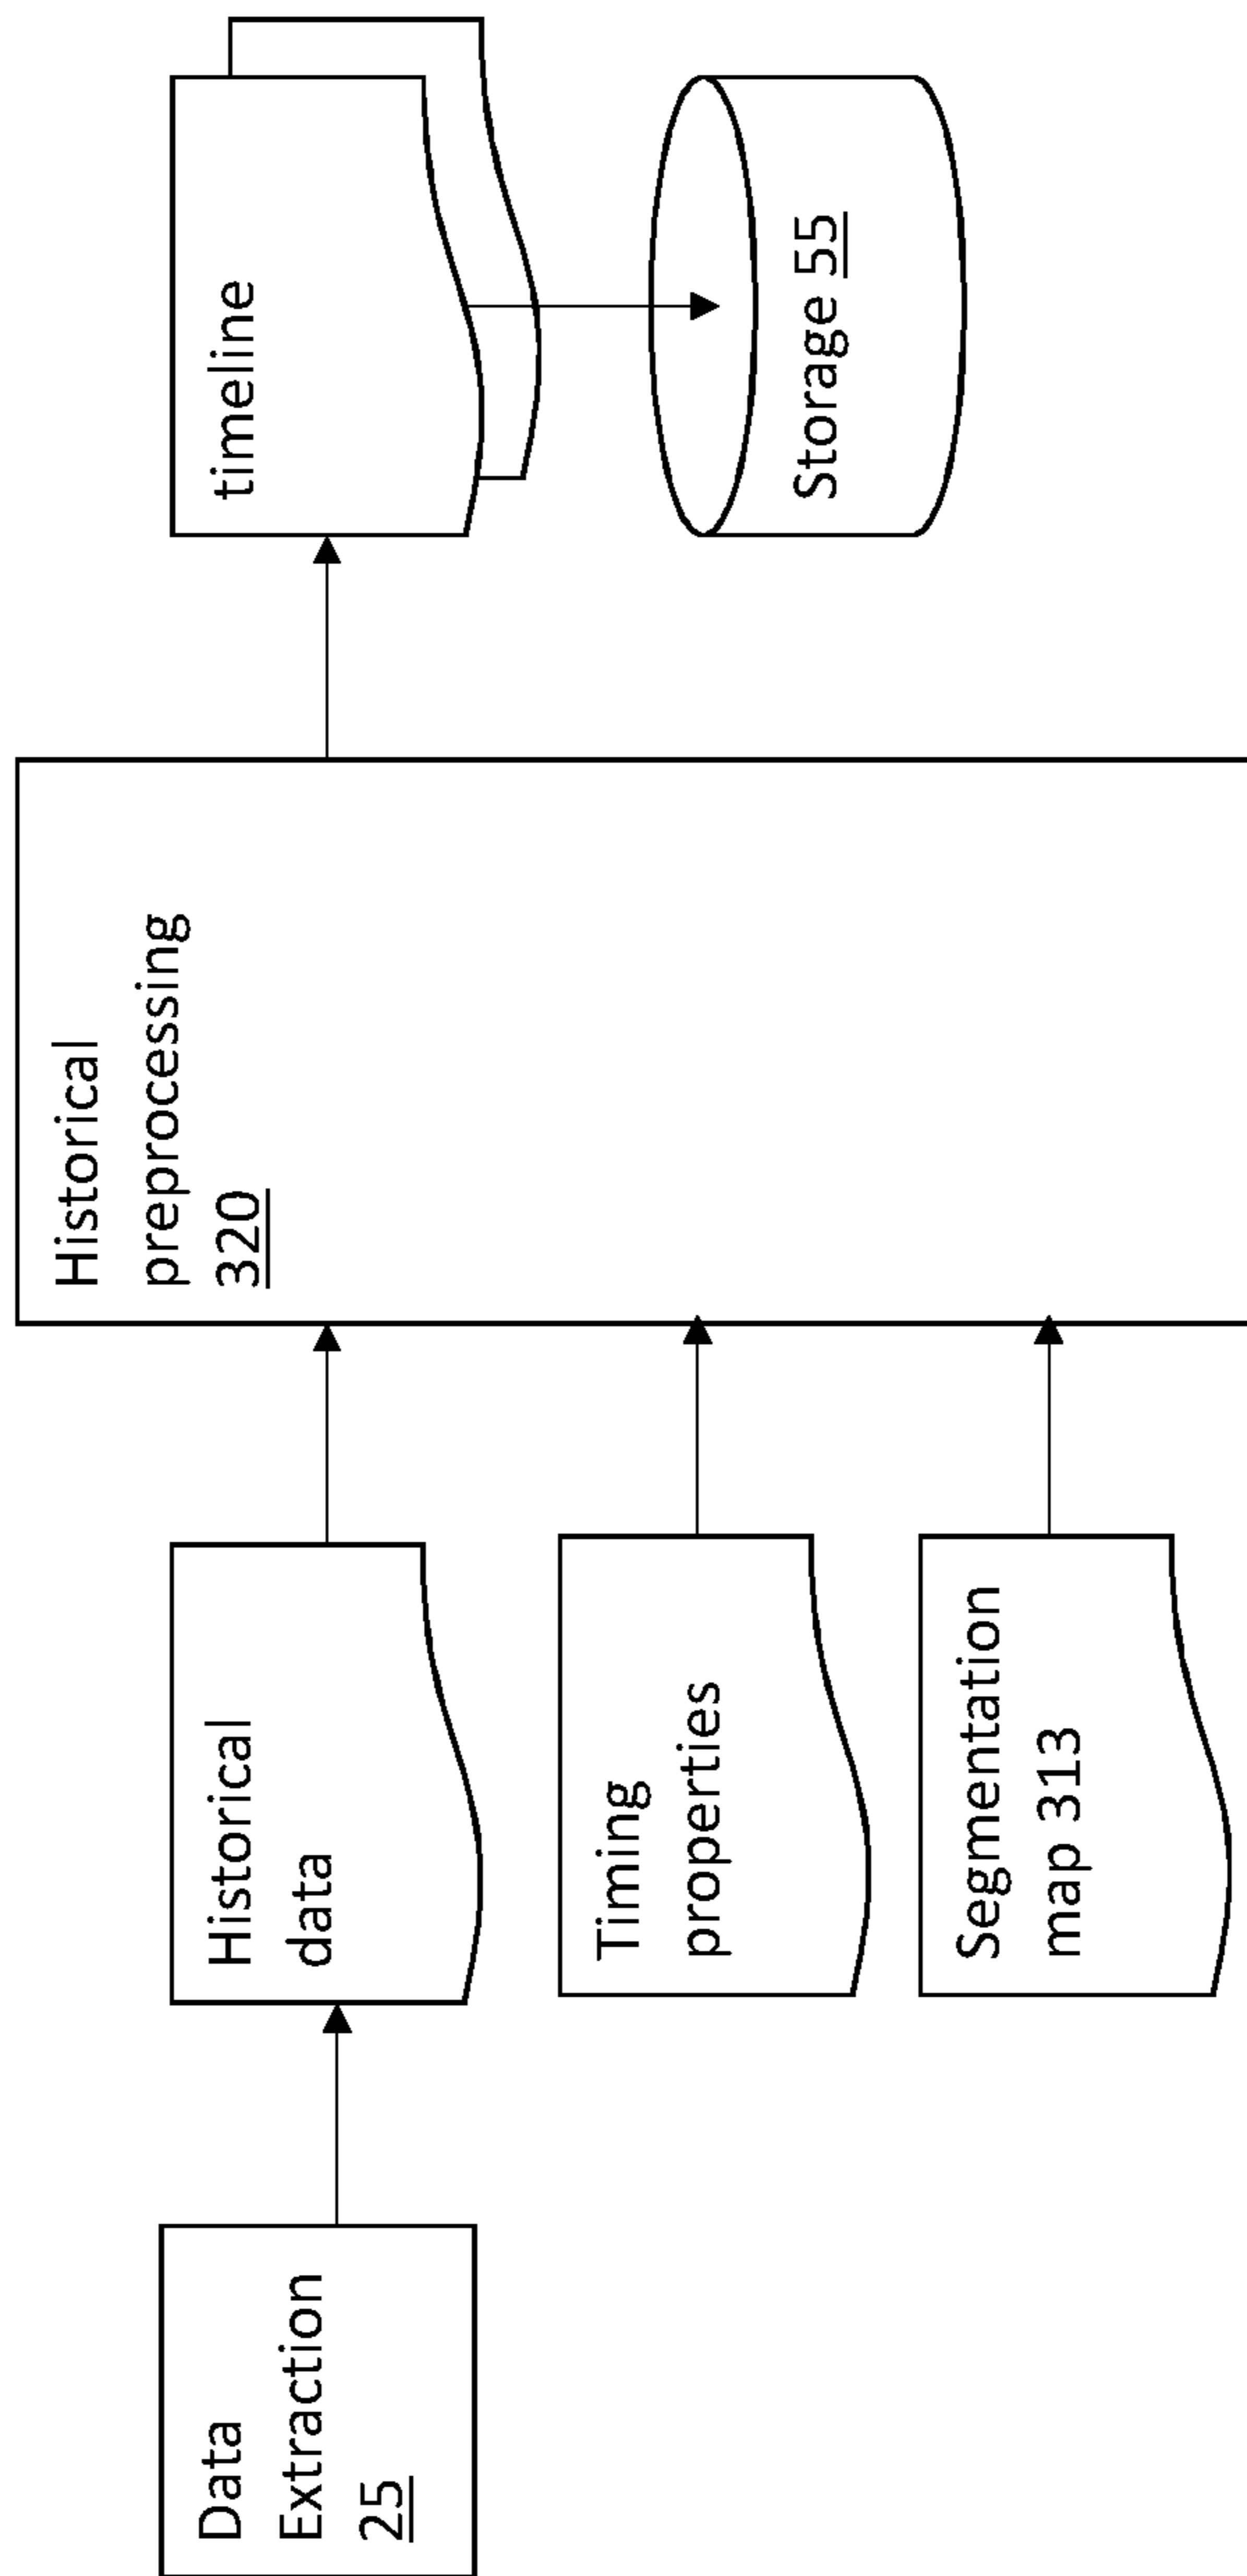 Data
Extraction
25
Historical
data
Timing
properties
Segmentation
map 313
Historical
preprocessing
320
timeline
Storage 55